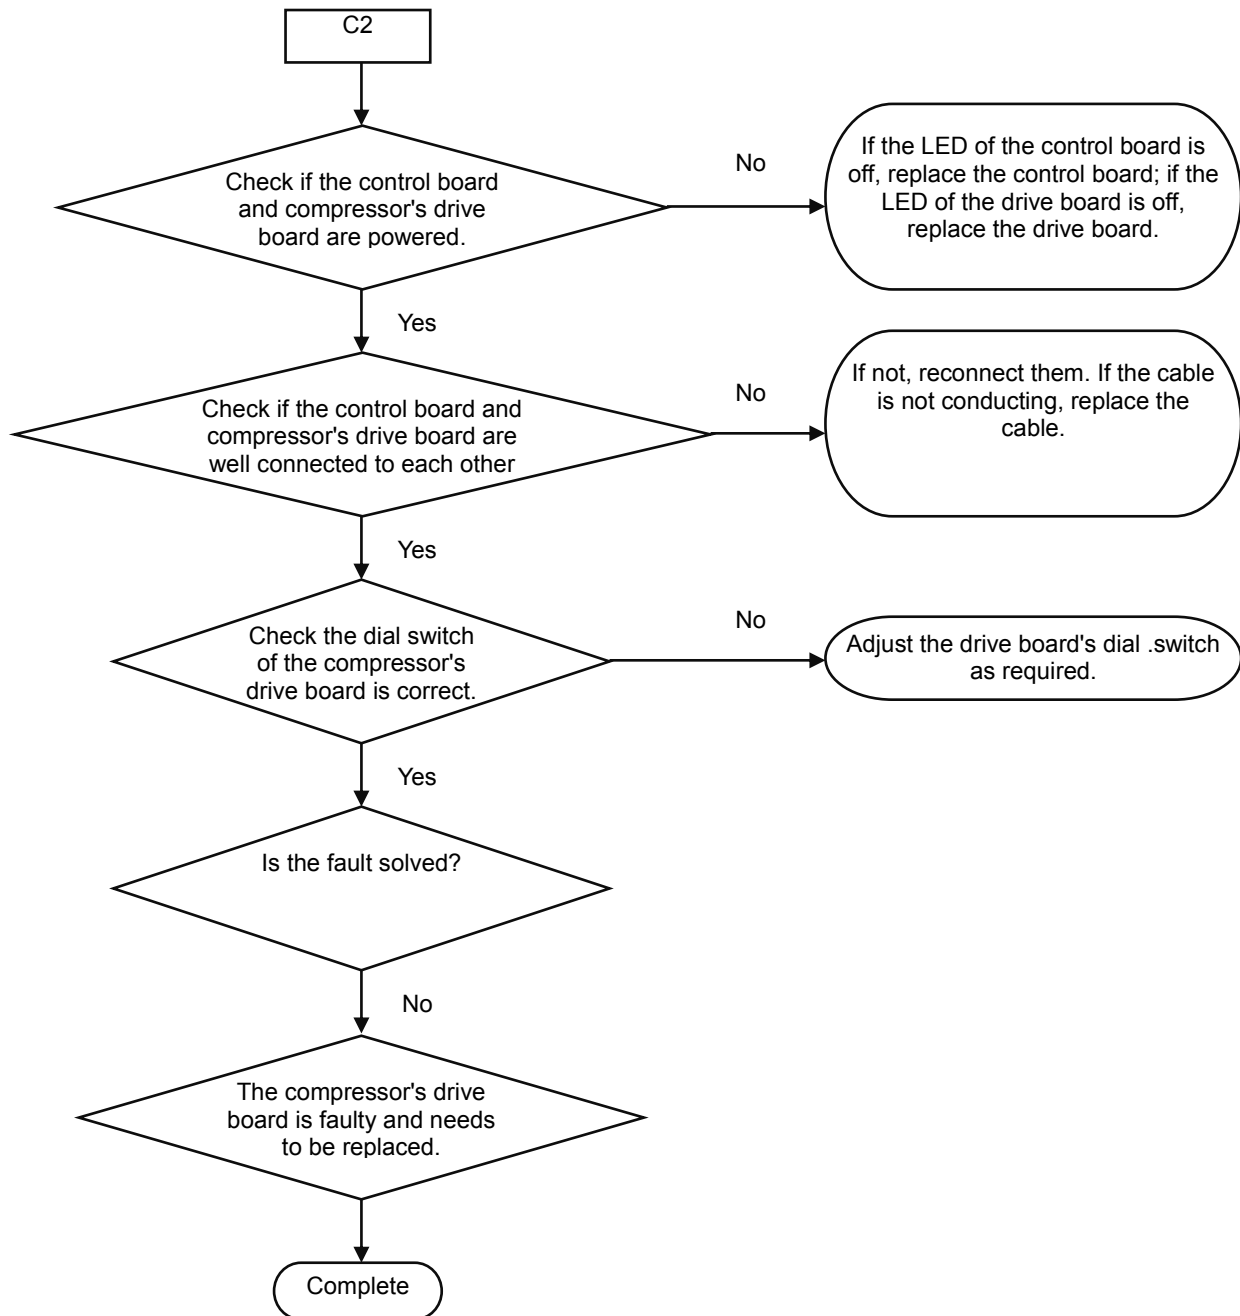 C2
Check if the control board
and compressor's drive
board are powered.
No
If the LED of the control board is
off, replace the control board; if the
LED of the drive board is off,
replace the drive board.
Yes
Check if the control board and
compressor's drive board are
well connected to each other
No
If not, reconnect them. If the cable
is not conducting, replace the
cable.
Yes
Check the dial switch
of the compressor's
drive board is correct.
No
Adjust the drive board's dial .switch
as required.
Yes
Is the fault solved?
No
The compressor's drive
board is faulty and needs
to be replaced.
Complete